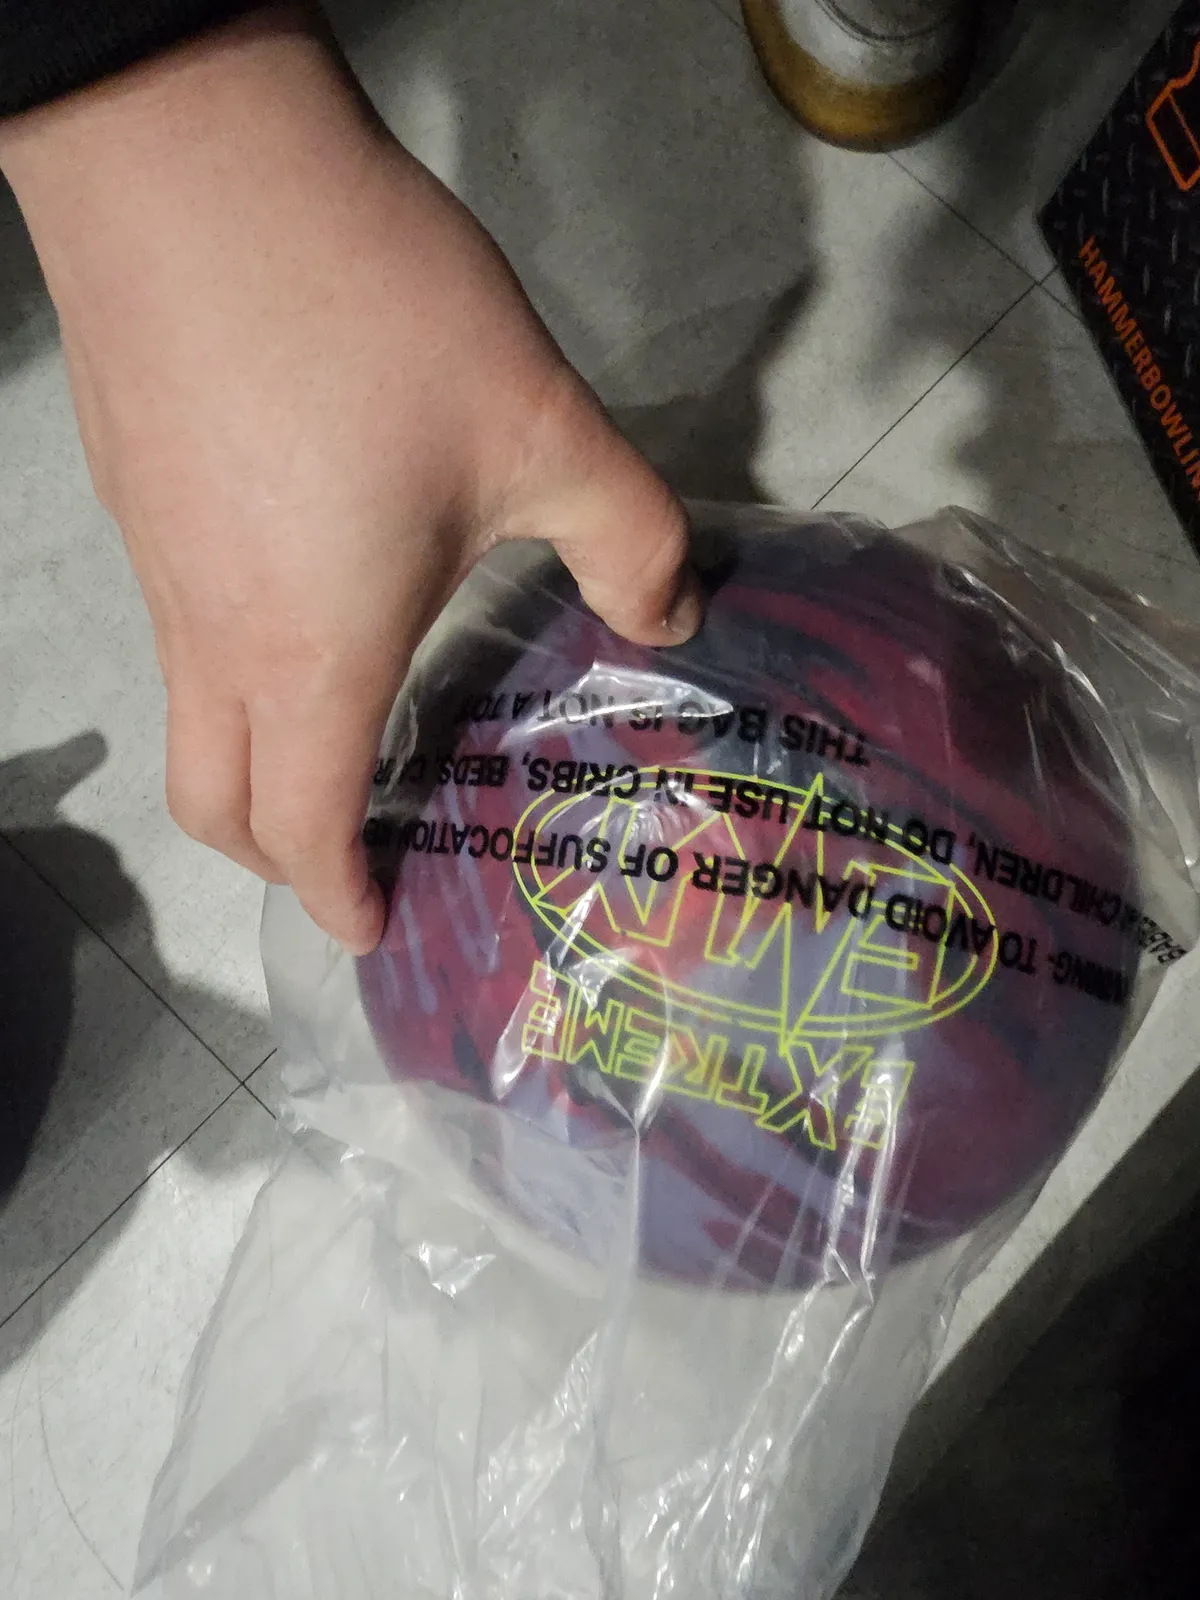 HAMMERBOWLIN
EXTREME
ENVY
TO AVOID DANGER OF SUFFOCATION
CHILDREN, DO NOT USE IN CRIBS, BEDS,
THIS BAG IS NOT A TOY